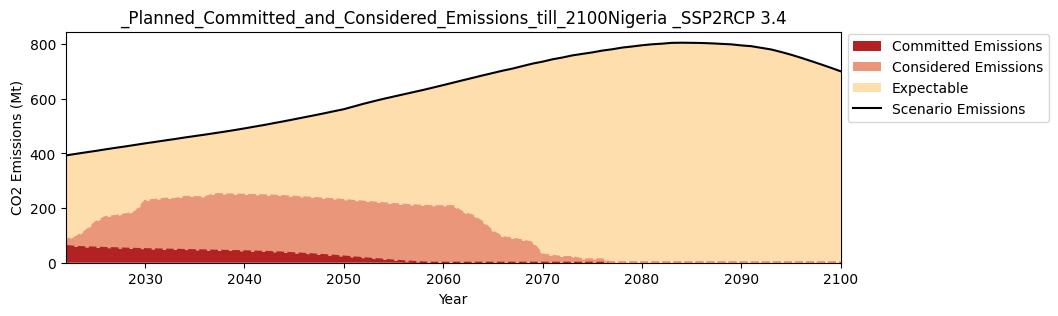 _Planned_Committed_and_Considered_Emissions_till_2100Nigeria _SSP2RCP 3.4
Committed Emissions
Considered Emissions
Expectable
Scenario Emissions
CO2 Emissions (Mt)
800
600
400
200
0
2030 2040 2050 2060 2070 2080 2090 2100
Year